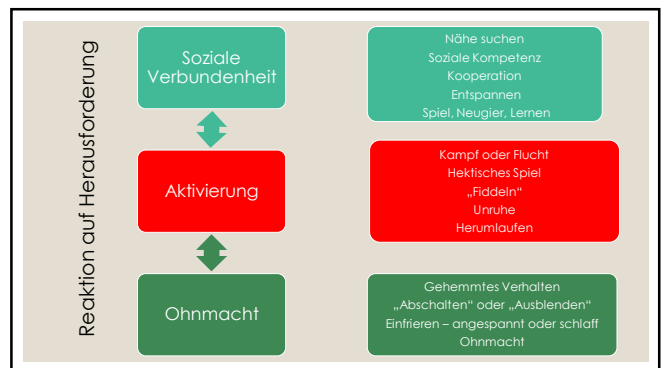 Reaktion auf Herausforderung
Soziale
Verbundenheit
Nähe suchen
Soziale Kompetenz
Kooperation
Entspannen
Spiel, Neugier, Lernen
Aktivierung
Kampf oder Flucht
Hektisches Spiel
„Fiddeln“
Unruhe
Herumlaufen
Ohnmacht
Gehemmtes Verhalten
„Abschalten“ oder „Ausblenden“
Einfrieren – angespannt oder schlaff
Ohnmacht